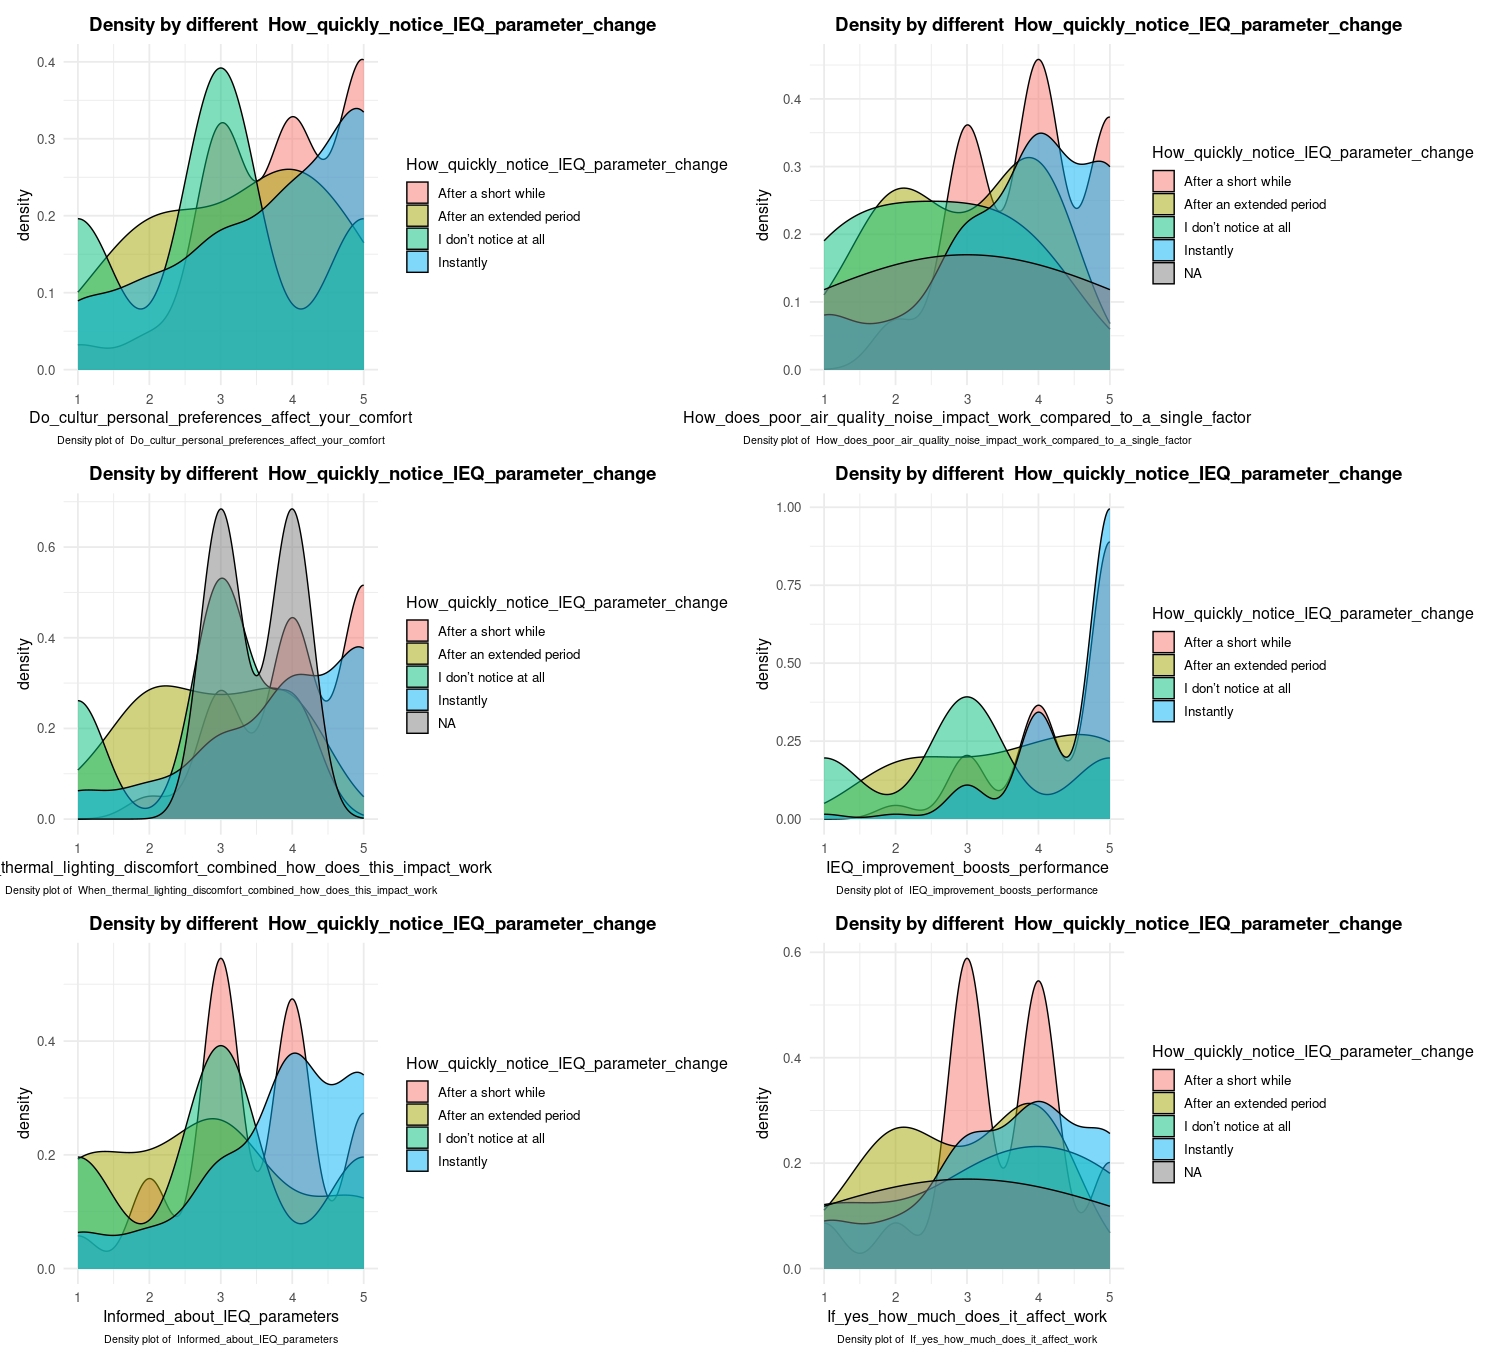 Density by different How_quickly_notice_IEQ_parameter_change
0.4
0.3
0.2
0.1
0.0
density
1 2 3 4 5
Do_cultur_personal_preferences_affect_your_comfort
Density plot of Do_cultur_personal_preferences_affect_your_comfort
How_quickly_notice_IEQ_parameter_change
After a short while
After an extended period
I don't notice at all
Instantly
Density by different How_quickly_notice_IEQ_parameter_change
0.4
0.3
0.2
0.1
0.0
density
1 2 3 4 5
How_does_poor_air_quality_noise_impact_work_compared_to_a_single_factor
Density plot of How_does_poor_air_quality_noise_impact_work_compared_to_a_single_factor
How_quickly_notice_IEQ_parameter_change
After a short while
After an extended period
I don't notice at all
Instantly
NA
Density by different How_quickly_notice_IEQ_parameter_change
0.6
0.4
0.2
0.0
density
1 2 3 4 5
_thermal_lighting_discomfort_combined_how_does_this_impact_work
Density plot of When_thermal_lighting_discomfort_combined_how_does_this_impact_work
How_quickly_notice_IEQ_parameter_change
After a short while
After an extended period
I don't notice at all
Instantly
NA
Density by different How_quickly_notice_IEQ_parameter_change
1.00
0.75
0.50
0.25
0.00
density
1 2 3 4 5
IEQ_improvement_boosts_performance
Density plot of IEQ_improvement_boosts_performance
How_quickly_notice_IEQ_parameter_change
After a short while
After an extended period
I don't notice at all
Instantly
Density by different How_quickly_notice_IEQ_parameter_change
0.4
0.2
0.0
density
1 2 3 4 5
Informed_about_IEQ_parameters
Density plot of Informed_about_IEQ_parameters
How_quickly_notice_IEQ_parameter_change
After a short while
After an extended period
I don't notice at all
Instantly
Density by different How_quickly_notice_IEQ_parameter_change
0.6
0.4
0.2
0.0
density
1 2 3 4 5
If_yes_how_much_does_it_affect_work
Density plot of If_yes_how_much_does_it_affect_work
How_quickly_notice_IEQ_parameter_change
After a short while
After an extended period
I don't notice at all
Instantly
NA